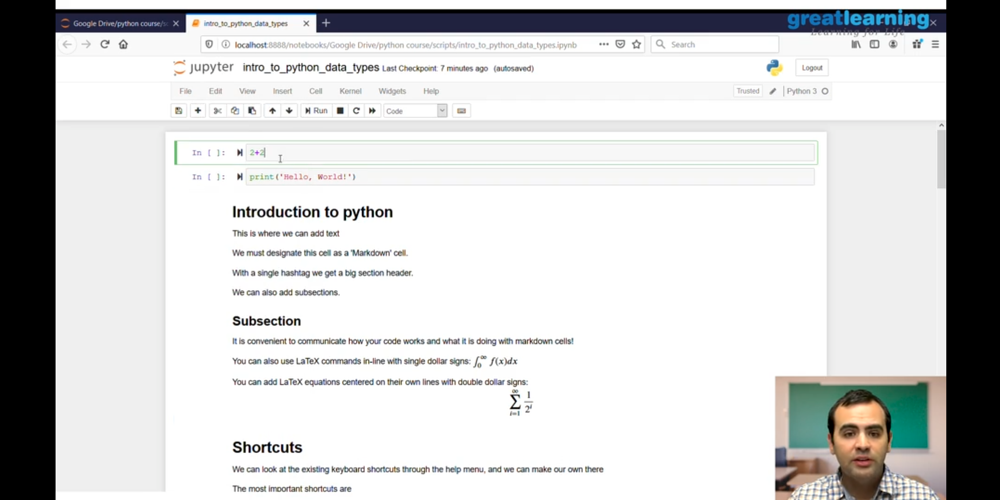 greatlearning
Learning for Life
Google Drive/python course/sc
intro_to_python_data_types
localhost:8888/notebooks/Google Drive/python course/scripts/intro_to_python_data_types.ipynb
Search
jupyter intro_to_python_data_types Last Checkpoint: 7 minutes ago (autosaved)
Logout
File Edit View Insert Cell Kernel Widgets Help
Trusted Python 3
Run Code
In [ ]: 2+2
In [ ]: print('Hello, World!')
Introduction to python
This is where we can add text
We must designate this cell as a 'Markdown' cell.
With a single hashtag we get a big section header.
We can also add subsections.
Subsection
It is convenient to communicate how your code works and what it is doing with markdown cells!
You can also use LaTeX commands in-line with single dollar signs: ∫₀^∞ f(x)dx
You can add LaTeX equations centered on their own lines with double dollar signs:
∑_{i=1}^∞ 1/2^i
Shortcuts
We can look at the existing keyboard shortcuts through the help menu, and we can make our own there
The most important shortcuts are